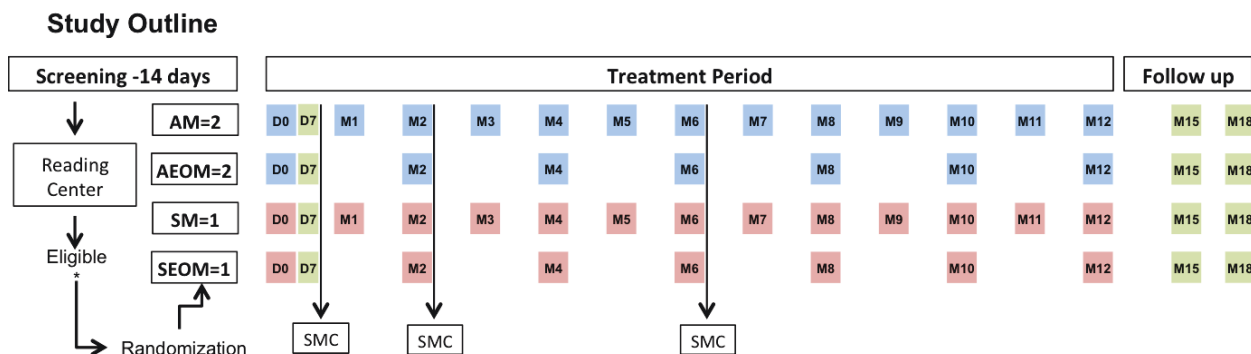 Study Outline
Screening -14 days
Treatment Period
Follow up
AM=2 D0 D7 M1 M2 M3 M4 M5 M6 M7 M8 M9 M10 M11 M12 M15 M18
Reading
Center
AEOM=2 D0 D7 M2 M4 M6 M8 M10 M12 M15 M18
SM=1 D0 D7 M1 M2 M3 M4 M5 M6 M7 M8 M9 M10 M11 M12 M15 M18
Eligible
*
SEOM=1 D0 D7 M2 M4 M6 M8 M10 M12 M15 M18
Randomization
SMC SMC SMC